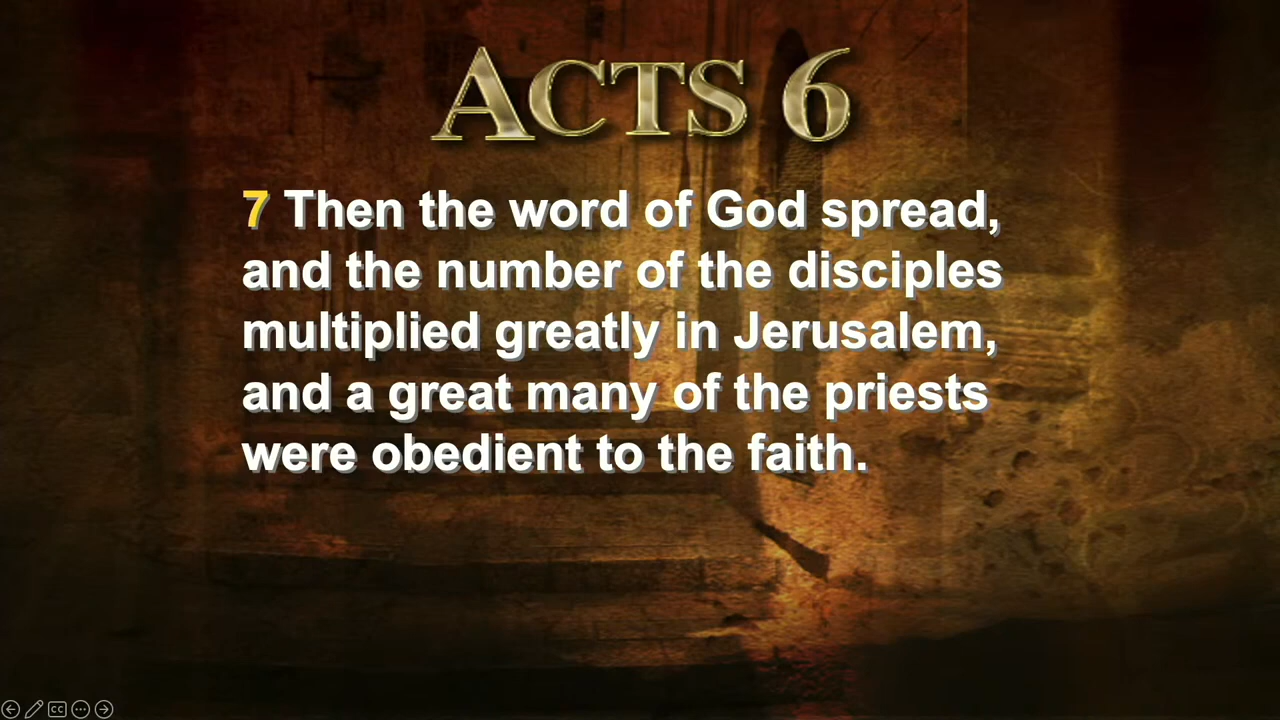 ACTS 6
7 Then the word of God spread,
and the number of the disciples
multiplied greatly in Jerusalem,
and a great many of the priests
were obedient to the faith.
CC